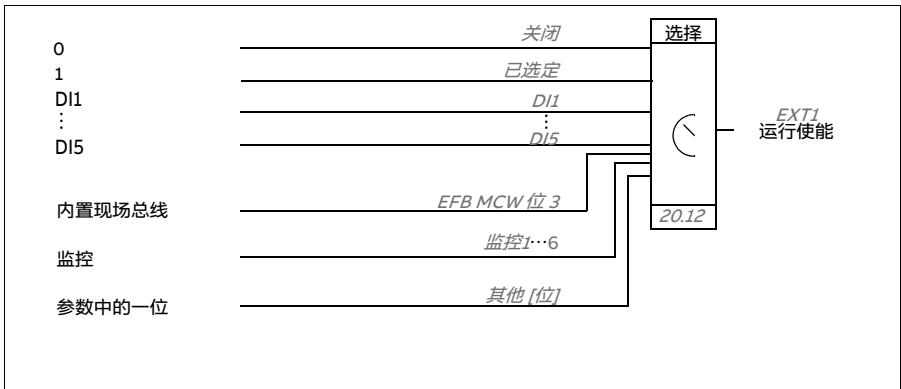 0 关闭 选择
1 已选定
DI1 DI1
⋮ ⋮
DI5 DI5
EXT1
运行使能
内置现场总线 EFB MCW 位 3
20.12
监控 监控1…6
参数中的一位 其他 [位]